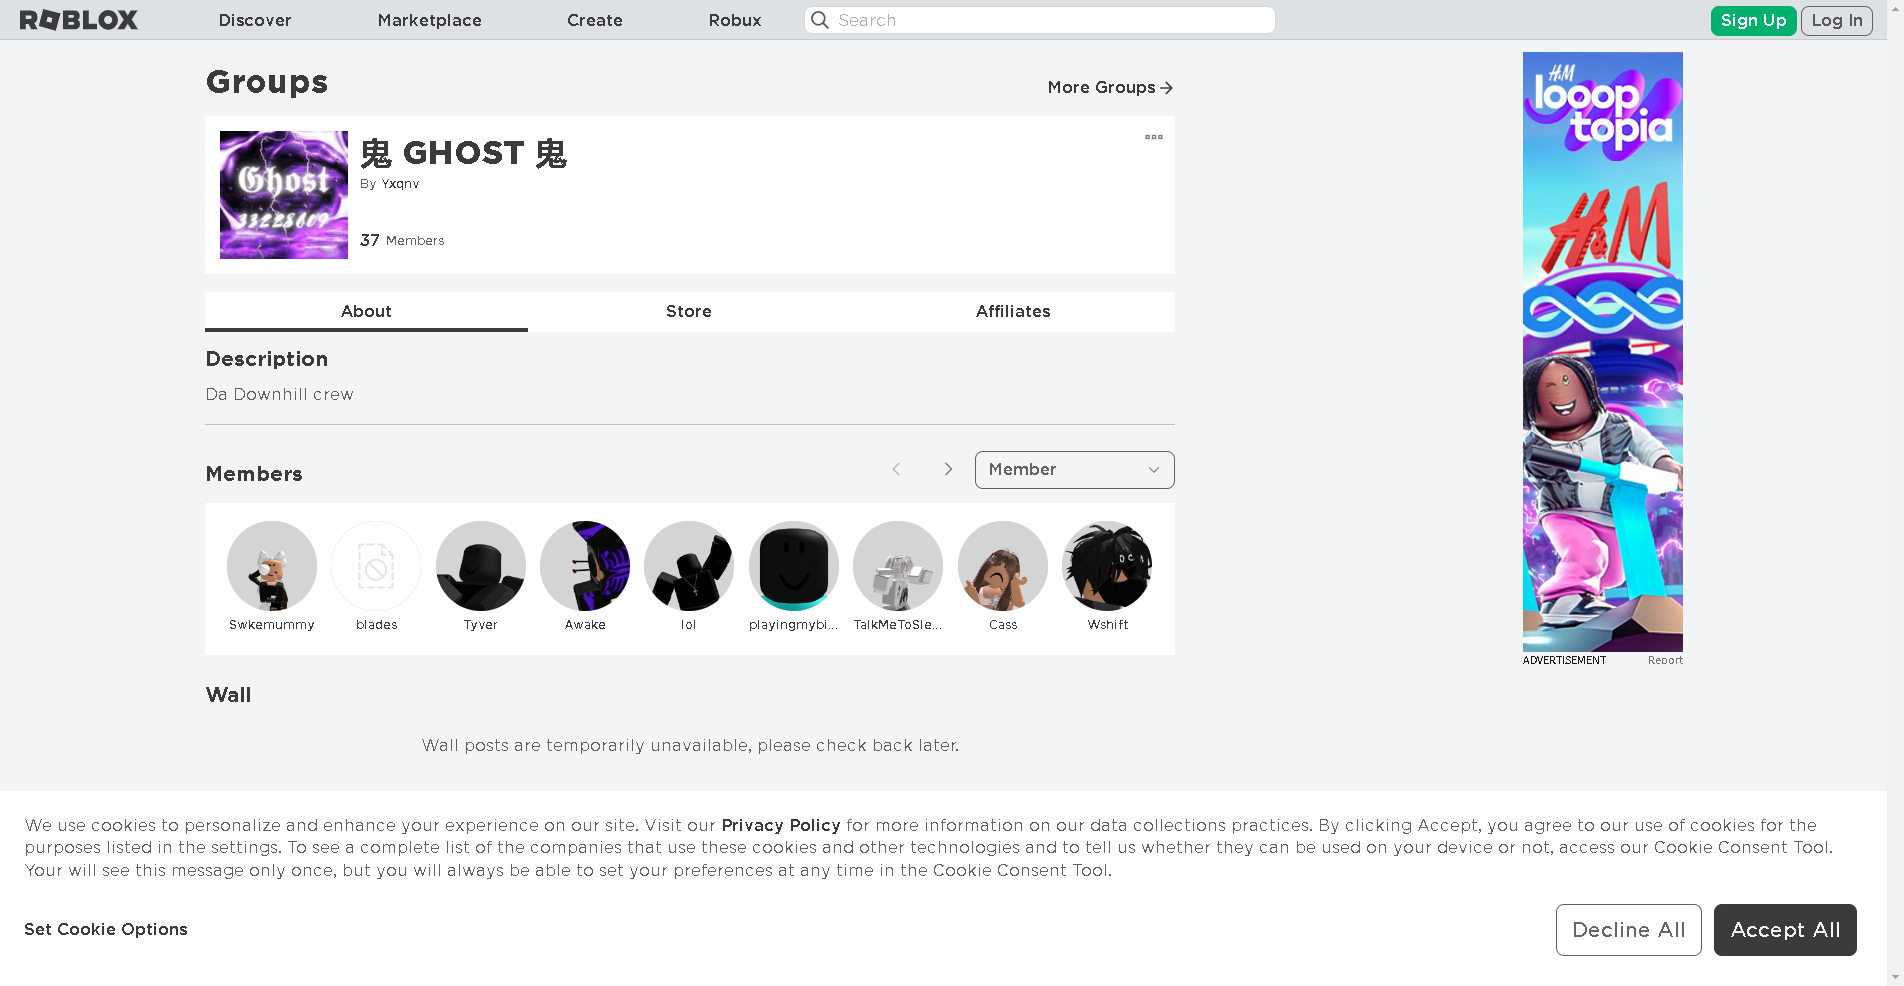 ROBLOX
Discover
Marketplace
Create
Robux
Search
Sign Up
Log In
Groups
More Groups
Ghost
33228609
鬼 GHOST 鬼
By Yxqnv
37 Members
About
Store
Affiliates
Description
Da Downhill crew
Members
Member
Swkemummy
blades
Tyver
Awake
lol
playingmybi...
TalkMeToSle...
Cass
Wshift
Wall
Wall posts are temporarily unavailable, please check back later.
H&M
looop
topia
H&M
ADVERTISEMENT
Report
We use cookies to personalize and enhance your experience on our site. Visit our Privacy Policy for more information on our data collections practices. By clicking Accept, you agree to our use of cookies for the
purposes listed in the settings. To see a complete list of the companies that use these cookies and other technologies and to tell us whether they can be used on your device or not, access our Cookie Consent Tool.
Your will see this message only once, but you will always be able to set your preferences at any time in the Cookie Consent Tool.
Set Cookie Options
Decline All
Accept All